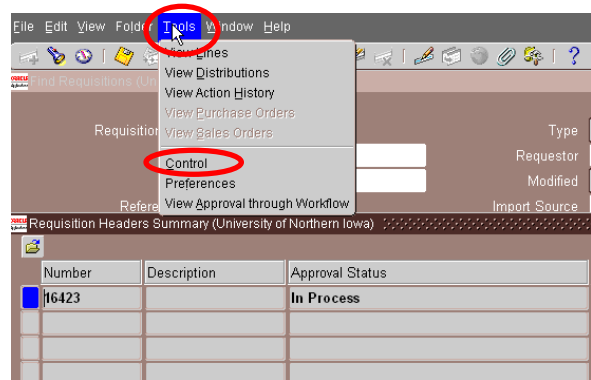 File Edit View Folder Tools Window Help
View Lines
Find Requisitions (Un
View Distributions
View Action History
View Purchase Orders
Requisition View Sales Orders Type
Control Requestor
Preferences Modified
Refere View Approval through Workflow Import Source
Requisition Headers Summary (University of Northern Iowa)
Number Description Approval Status
16423 In Process